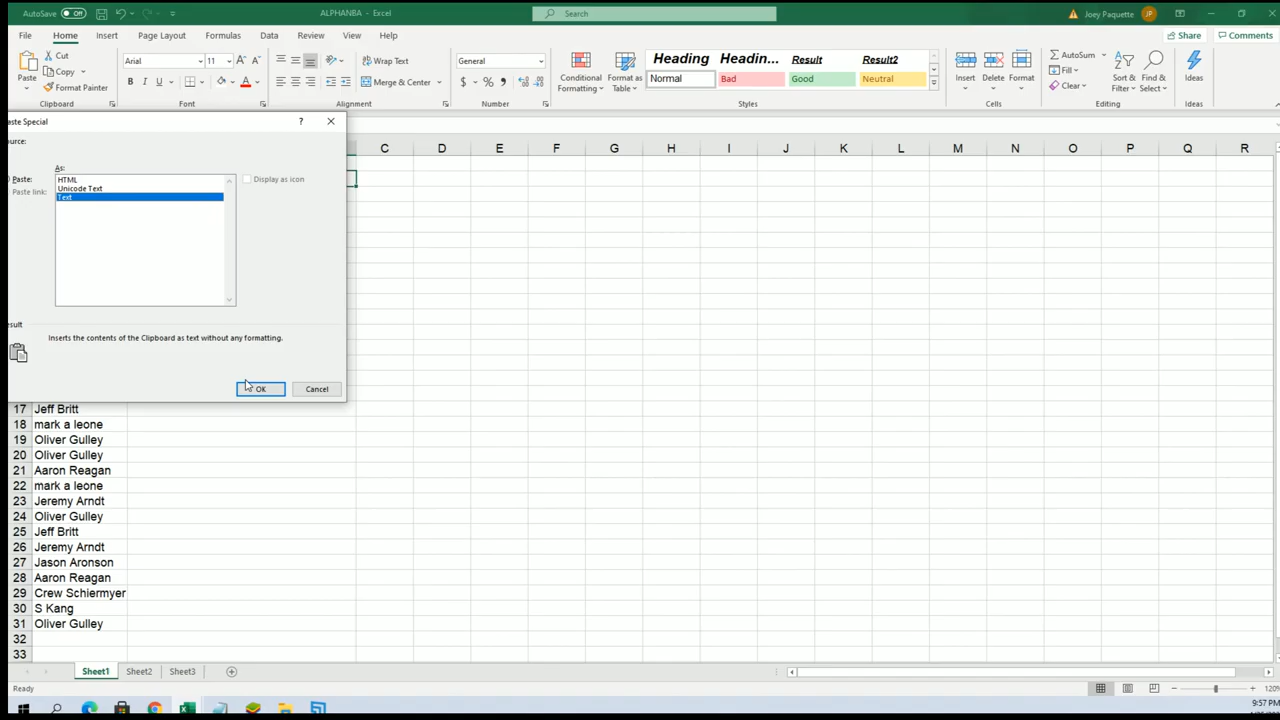 AutoSave Off ALPHANBA - Excel Search Joey Paquette JP
File Home Insert Page Layout Formulas Data Review View Help Share Comments
Paste Cut Copy Format Painter Clipboard
Arial 11 A A B I U A Font
Wrap Text Merge & Center Alignment
General $ % Number
Conditional Formatting Format as Table
Heading Headin... Result Result2
Normal Bad Good Neutral
Styles
Insert Delete Format Cells
AutoSum Fill Clear Sort & Filter Find & Select Editing
Ideas Ideas
aste Special ?
ource:
As:
Paste: HTML Display as icon
Paste link: Unicode Text
Text
esult
Inserts the contents of the Clipboard as text without any formatting.
OK Cancel
C D E F G H I J K L M N O P Q R
17 Jeff Britt
18 mark a leone
19 Oliver Gulley
20 Oliver Gulley
21 Aaron Reagan
22 mark a leone
23 Jeremy Arndt
24 Oliver Gulley
25 Jeff Britt
26 Jeremy Arndt
27 Jason Aronson
28 Aaron Reagan
29 Crew Schiermyer
30 S Kang
31 Oliver Gulley
32
33
Sheet1 Sheet2 Sheet3
Ready 120%
9:57 PM